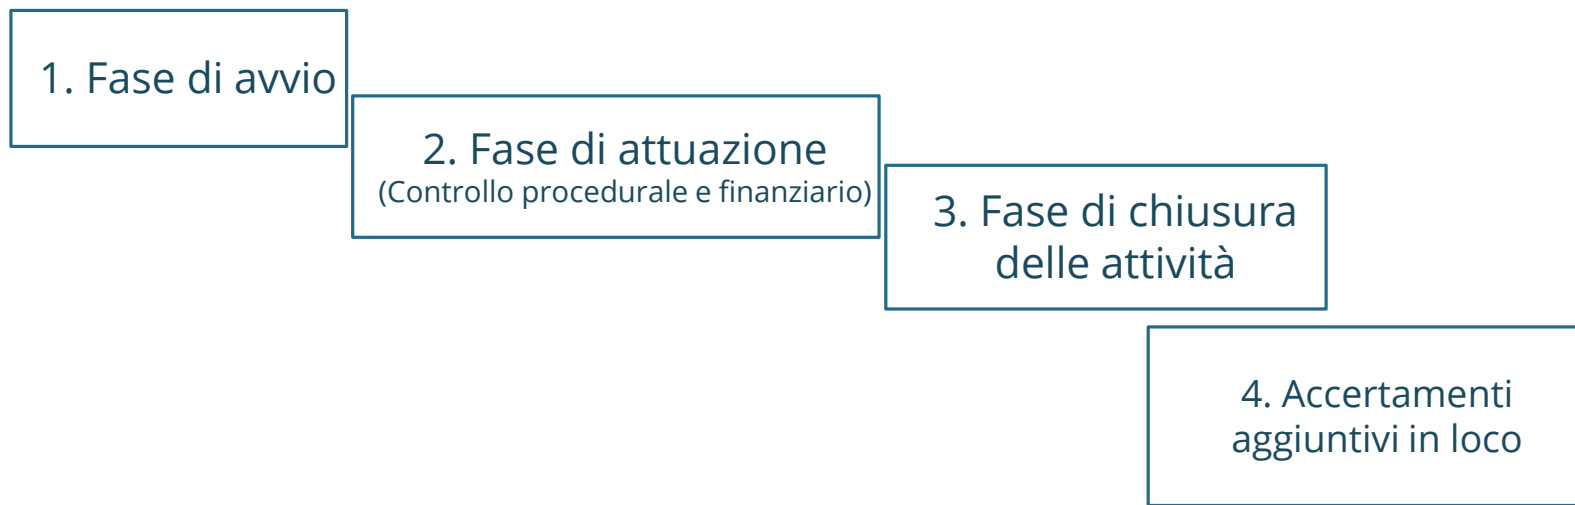 1. Fase di avvio
2. Fase di attuazione
(Controllo procedurale e finanziario)
3. Fase di chiusura
delle attività
4. Accertamenti
aggiuntivi in loco